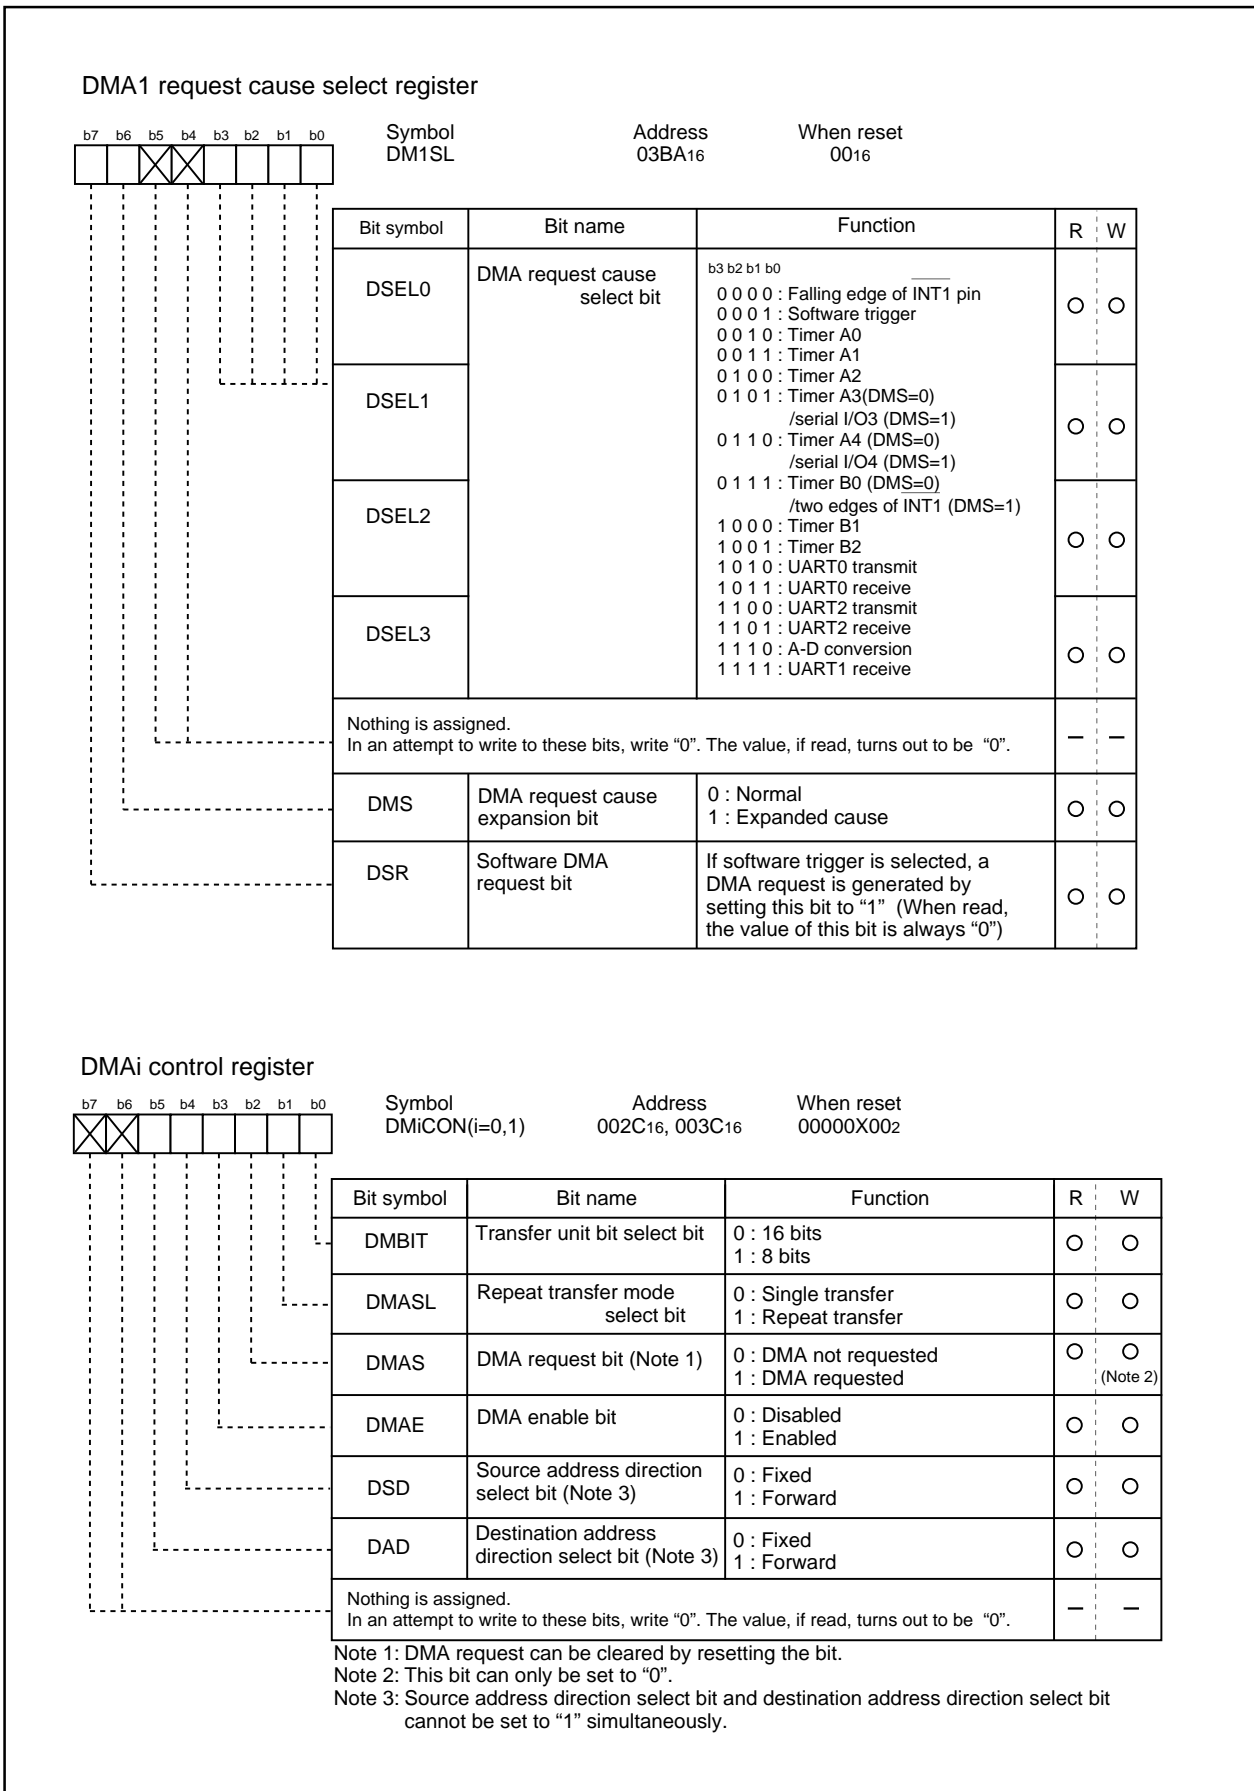 DMA1 request cause select register
b7 b6 b5 b4 b3 b2 b1 b0
Symbol Address When reset
DM1SL 03BA16 0016
Bit symbol Bit name Function R W
DSEL0 DMA request cause select bit
b3 b2 b1 b0
0 0 0 0 : Falling edge of INT1 pin
0 0 0 1 : Software trigger
0 0 1 0 : Timer A0
0 0 1 1 : Timer A1
0 1 0 0 : Timer A2
DSEL1
0 1 0 1 : Timer A3(DMS=0)
/serial I/O3 (DMS=1)
0 1 1 0 : Timer A4 (DMS=0)
/serial I/O4 (DMS=1)
0 1 1 1 : Timer B0 (DMS=0)
/two edges of INT1 (DMS=1)
DSEL2
1 0 0 0 : Timer B1
1 0 0 1 : Timer B2
1 0 1 0 : UART0 transmit
1 0 1 1 : UART0 receive
1 1 0 0 : UART2 transmit
DSEL3
1 1 0 1 : UART2 receive
1 1 1 0 : A-D conversion
1 1 1 1 : UART1 receive
Nothing is assigned.
In an attempt to write to these bits, write “0”. The value, if read, turns out to be “0”.
DMS DMA request cause expansion bit
0 : Normal
1 : Expanded cause
DSR Software DMA request bit
If software trigger is selected, a
DMA request is generated by
setting this bit to “1” (When read,
the value of this bit is always “0”)
DMAi control register
b7 b6 b5 b4 b3 b2 b1 b0
Symbol Address When reset
DMiCON(i=0,1) 002C16, 003C16 00000X002
Bit symbol Bit name Function R W
DMBIT Transfer unit bit select bit
0 : 16 bits
1 : 8 bits
DMASL Repeat transfer mode select bit
0 : Single transfer
1 : Repeat transfer
DMAS DMA request bit (Note 1)
0 : DMA not requested
1 : DMA requested
(Note 2)
DMAE DMA enable bit
0 : Disabled
1 : Enabled
DSD Source address direction select bit (Note 3)
0 : Fixed
1 : Forward
DAD Destination address direction select bit (Note 3)
0 : Fixed
1 : Forward
Nothing is assigned.
In an attempt to write to these bits, write “0”. The value, if read, turns out to be “0”.
Note 1: DMA request can be cleared by resetting the bit.
Note 2: This bit can only be set to “0”.
Note 3: Source address direction select bit and destination address direction select bit
cannot be set to “1” simultaneously.